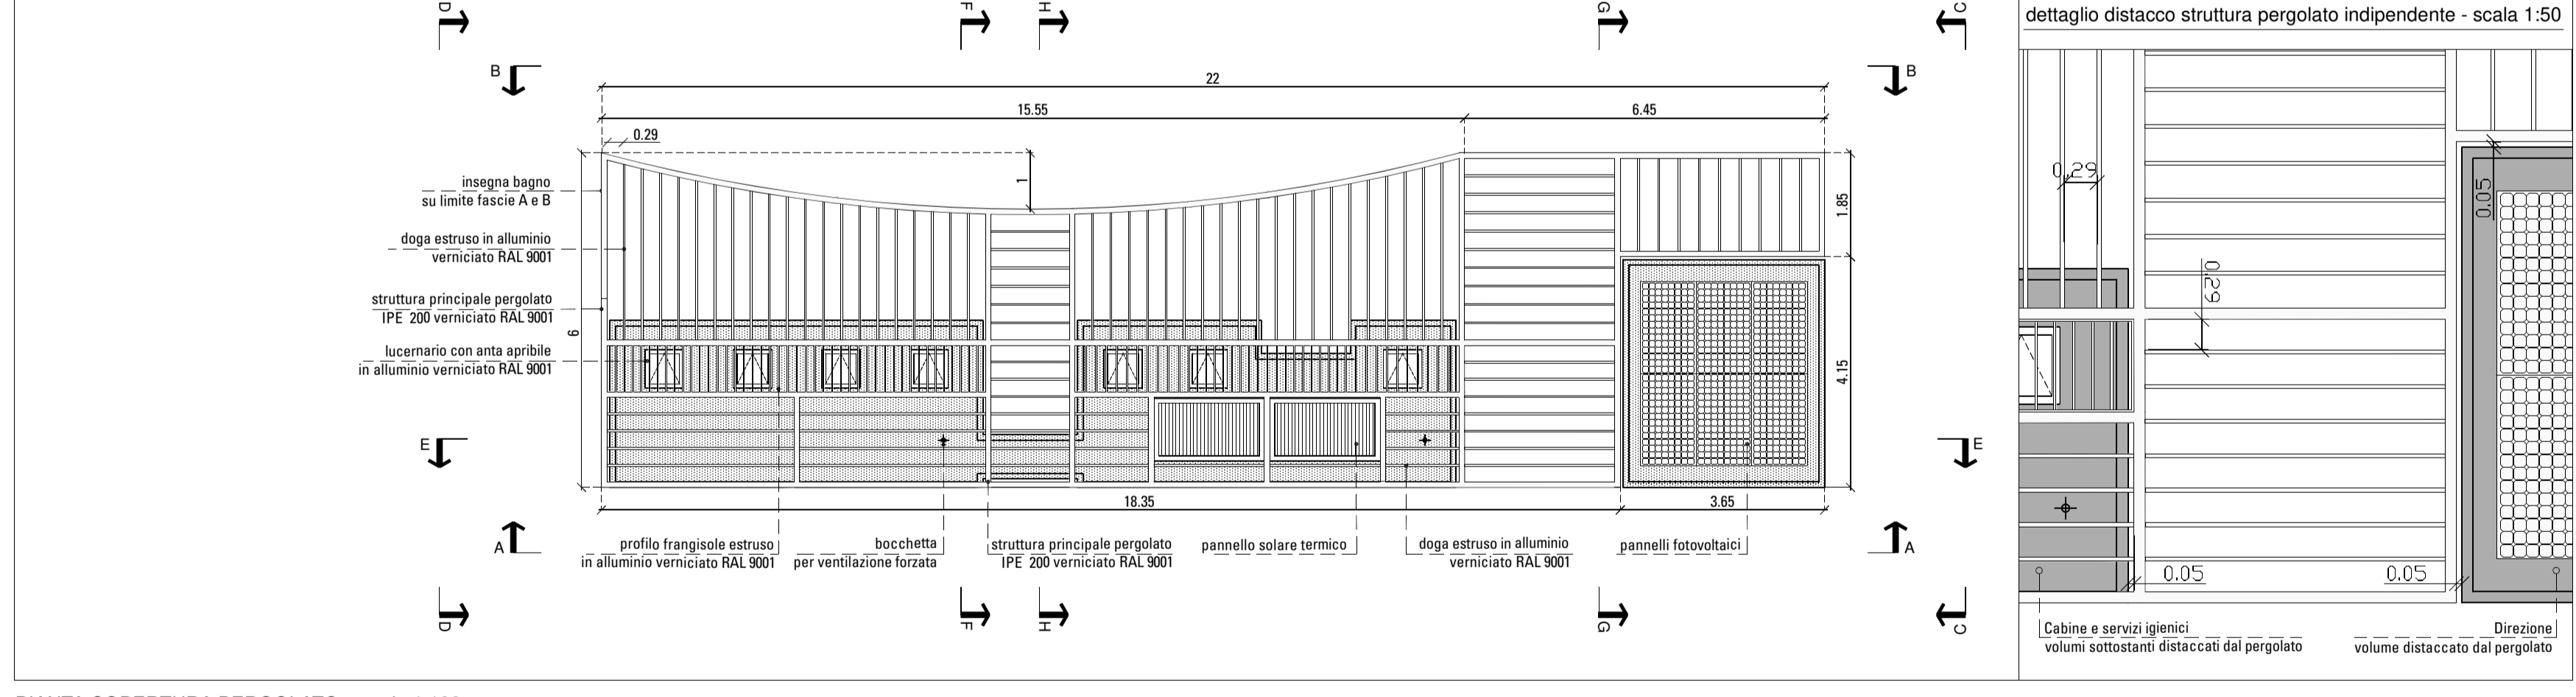 D
F
H
G
C
B
B
22
15.55
6.45
0.29
1
insegna bagno
su limite fascie A e B
doga estruso in alluminio
verniciato RAL 9001
struttura principale pergolato
IPE 200 verniciato RAL 9001
lucernario con anta apribile
in alluminio verniciato RAL 9001
6
1.85
4.15
E
E
18.35
3.65
A
A
profilo frangisole estruso
in alluminio verniciato RAL 9001
bocchetta
per ventilazione forzata
struttura principale pergolato
IPE 200 verniciato RAL 9001
pannello solare termico
doga estruso in alluminio
verniciato RAL 9001
pannelli fotovoltaici
D
F
H
G
C
dettaglio distacco struttura pergolato indipendente - scala 1:50
0.29
0.05
0.29
0.05
0.05
Cabine e servizi igienici
volumi sottostanti distaccati dal pergolato
Direzione
volume distaccato dal pergolato